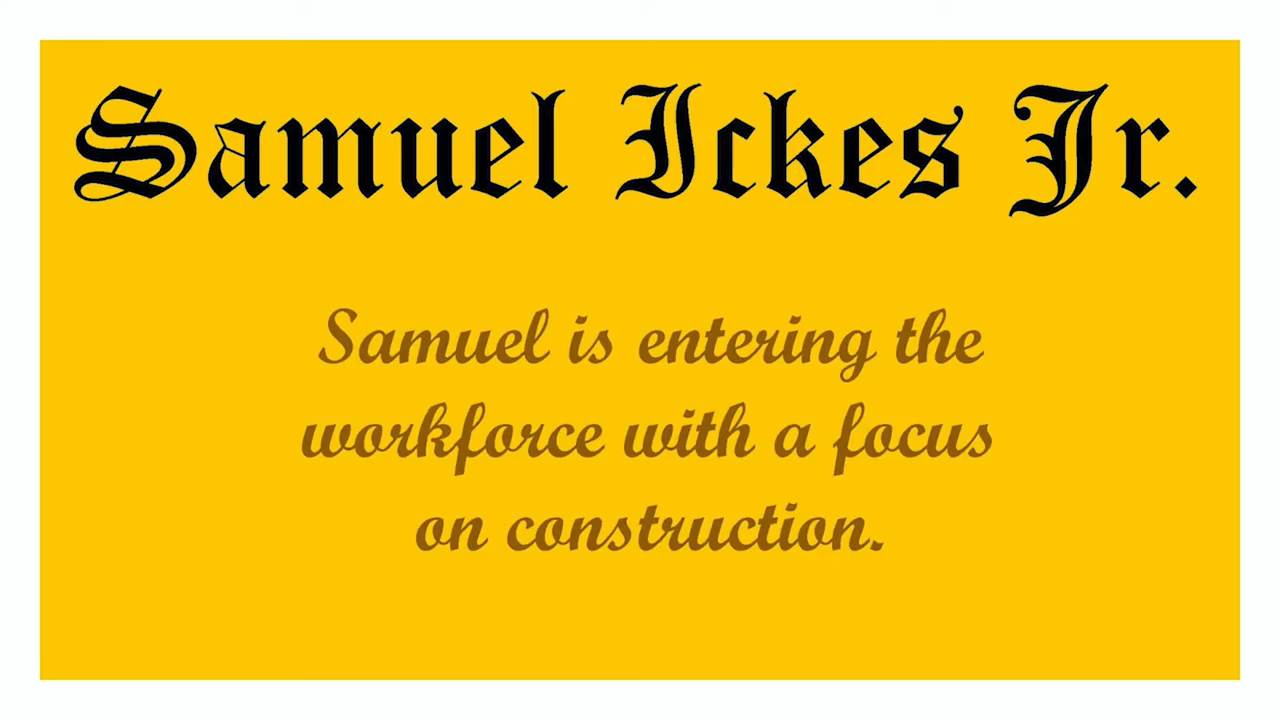 Samuel Ickes Jr.
Samuel is entering the
workforce with a focus
on construction.